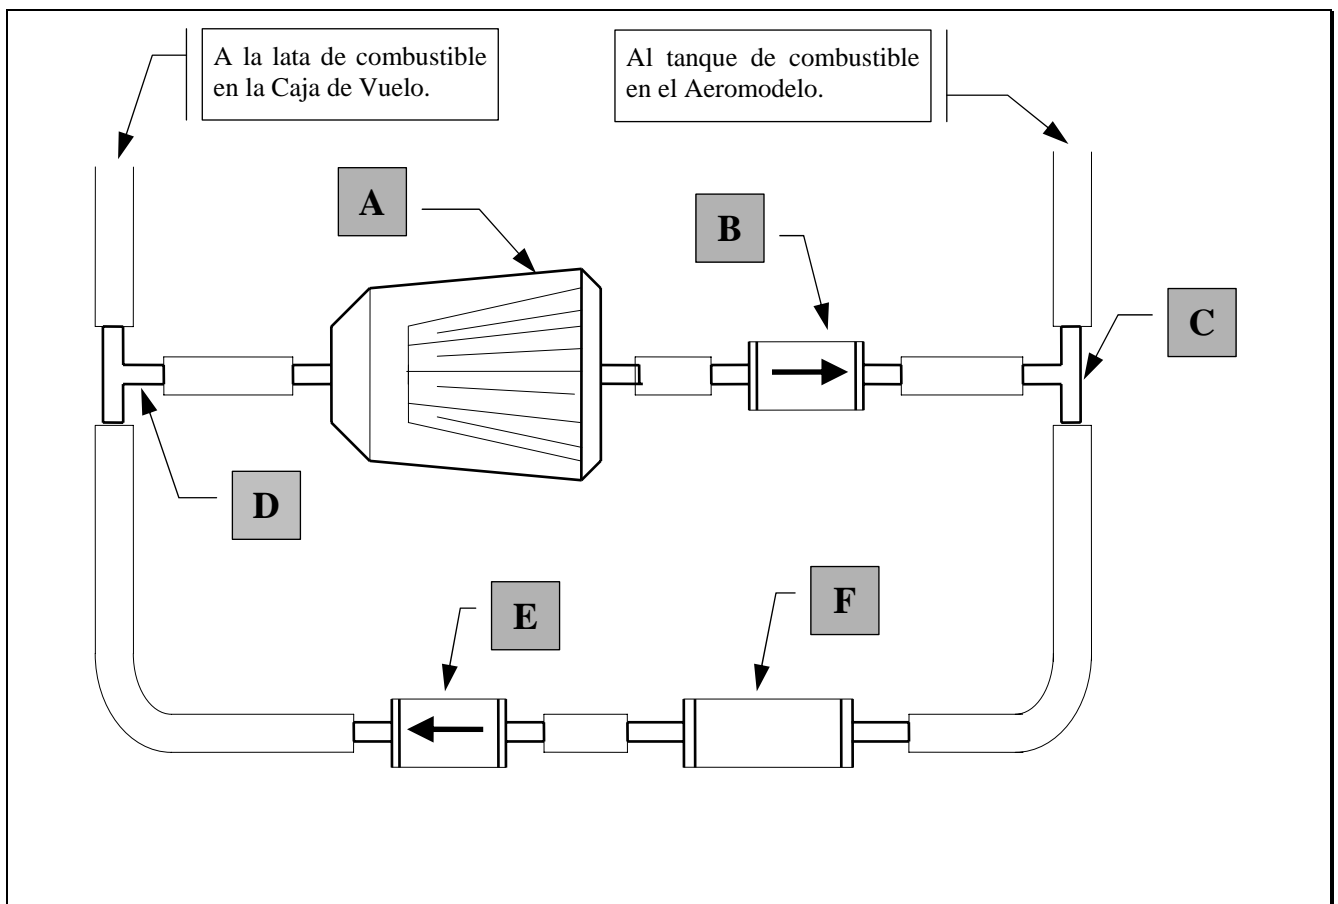 A la lata de combustible
en la Caja de Vuelo.
Al tanque de combustible
en el Aeromodelo.
A
B
C
D
E
F